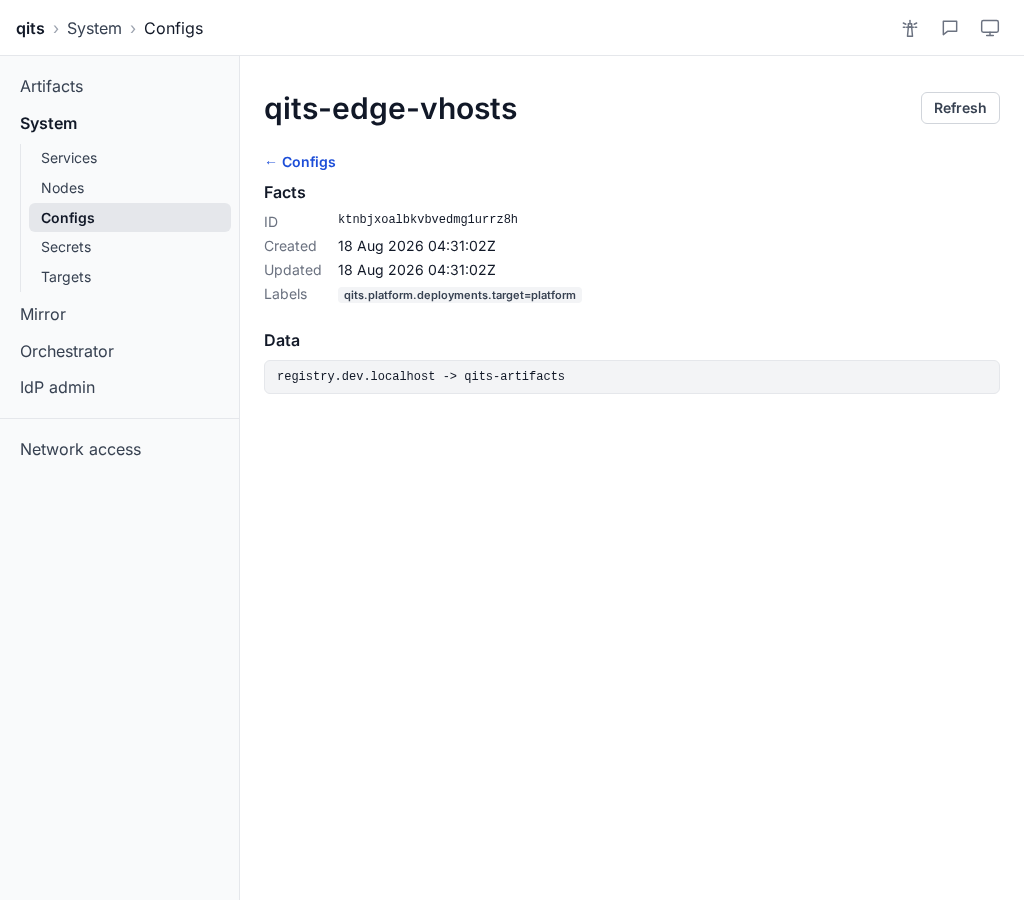 qits › System › Configs
Artifacts
System
Services
Nodes
Configs
Secrets
Targets
Mirror
Orchestrator
IdP admin
Network access
qits-edge-vhosts
Refresh
← Configs
Facts
ID ktnbjxoalbkvbvedmg1urrz8h
Created 18 Aug 2026 04:31:02Z
Updated 18 Aug 2026 04:31:02Z
Labels qits.platform.deployments.target=platform
Data
registry.dev.localhost -> qits-artifacts